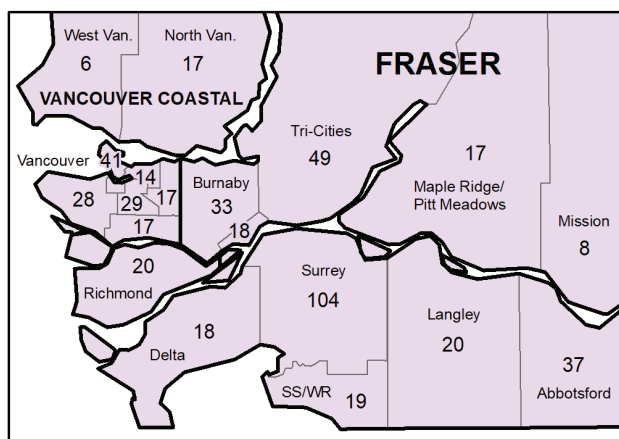 West Van.
6
North Van.
17
VANCOUVER COASTAL
FRASER
Tri-Cities
49
17
Maple Ridge/
Pitt Meadows
Mission
8
Vancouver
41
14
28
29
17
17
Burnaby
33
18
20
Richmond
Surrey
104
18
Delta
Langley
20
SS/WR
19
37
Abbotsford